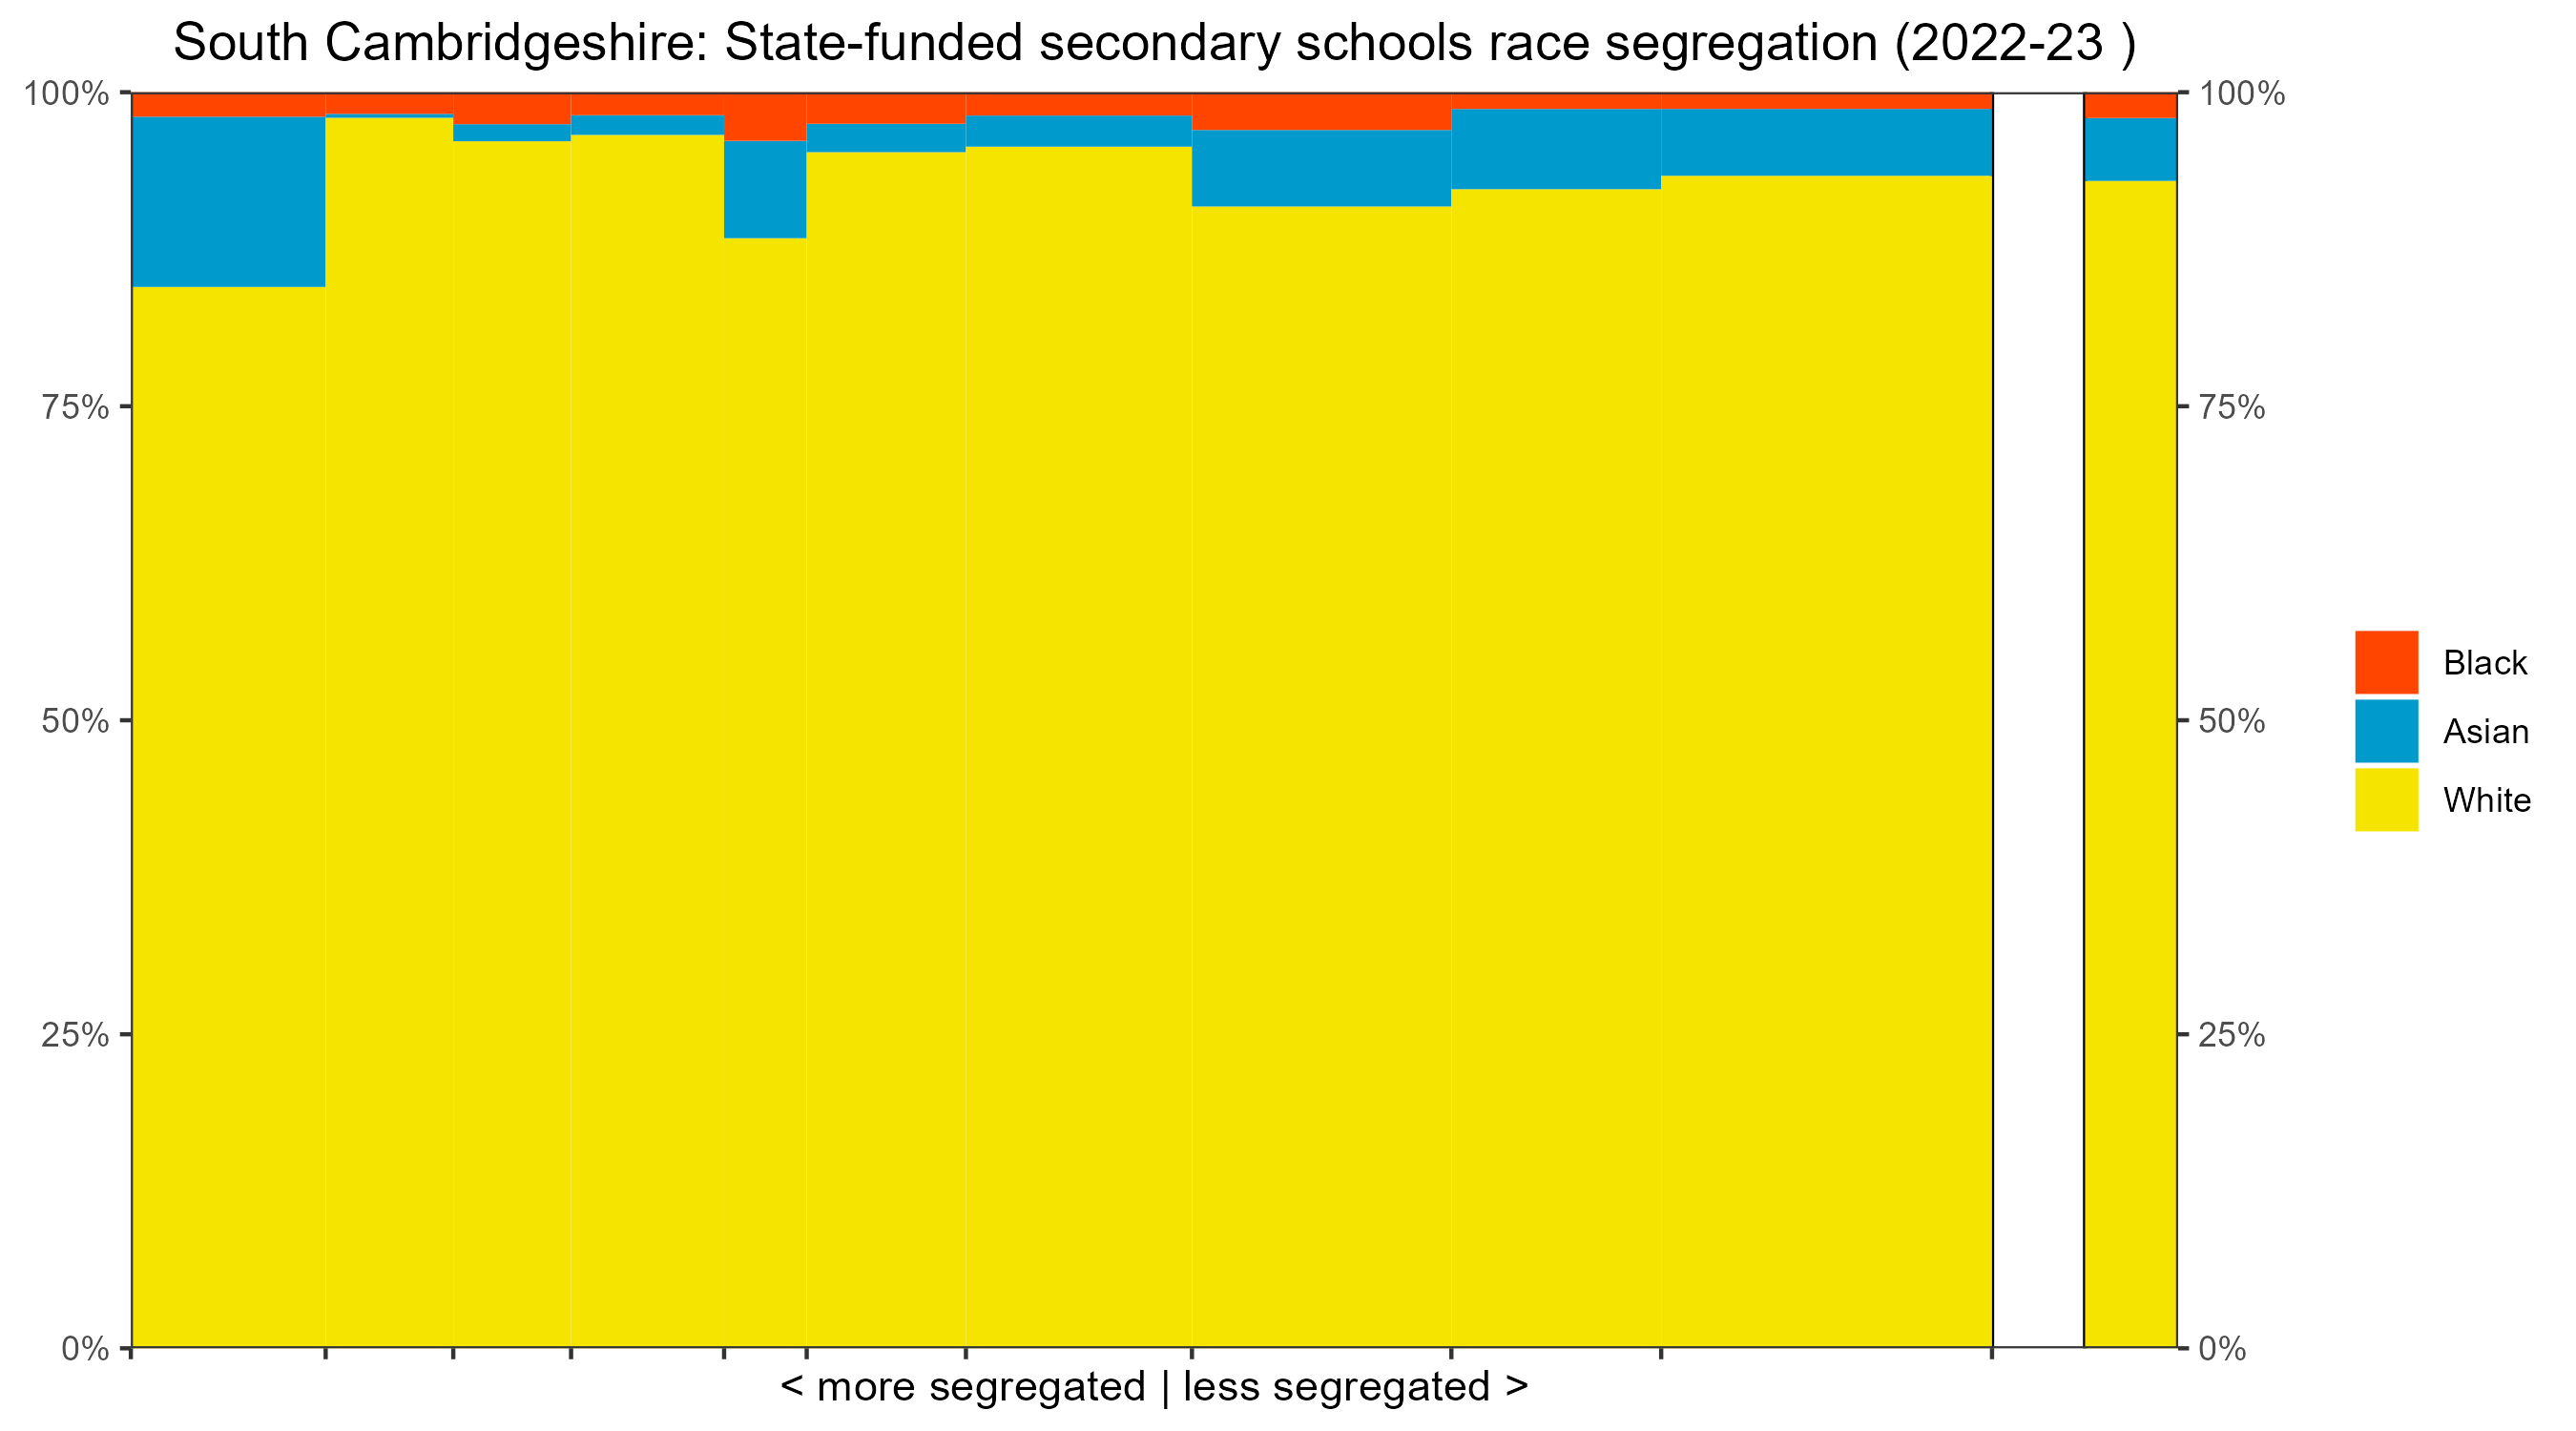 South Cambridgeshire: State-funded secondary schools race segregation (2022-23 )
100%
75%
50%
25%
0%
100%
75%
50%
25%
0%
Black
Asian
White
< more segregated | less segregated >